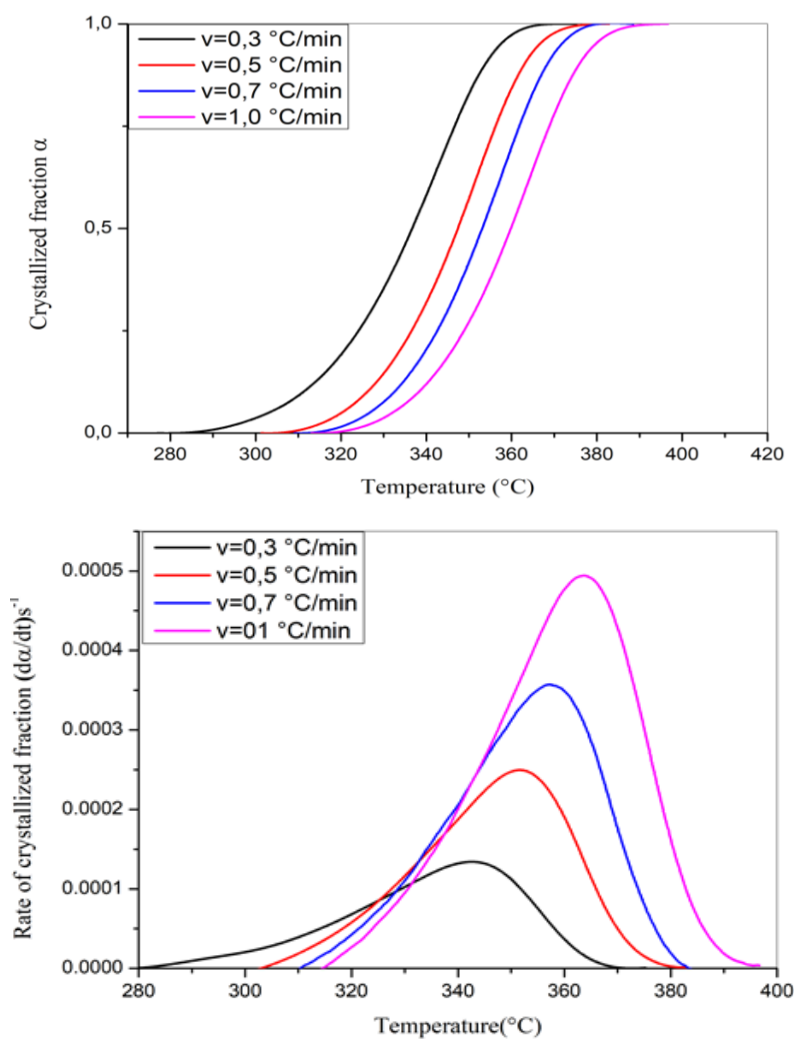 1,0
v=0,3 °C/min
v=0,5 °C/min
v=0,7 °C/min
v=1,0 °C/min
Crystallized fraction α
0,5
0,0
280 300 320 340 360 380 400 420
Temperature (°C)
v=0,3 °C/min
v=0,5 °C/min
v=0,7 °C/min
v=01 °C/min
Rate of crystallized fraction (dα/dt)s⁻¹
0.0005
0.0004
0.0003
0.0002
0.0001
0.0000
280 300 320 340 360 380 400
Temperature(°C)